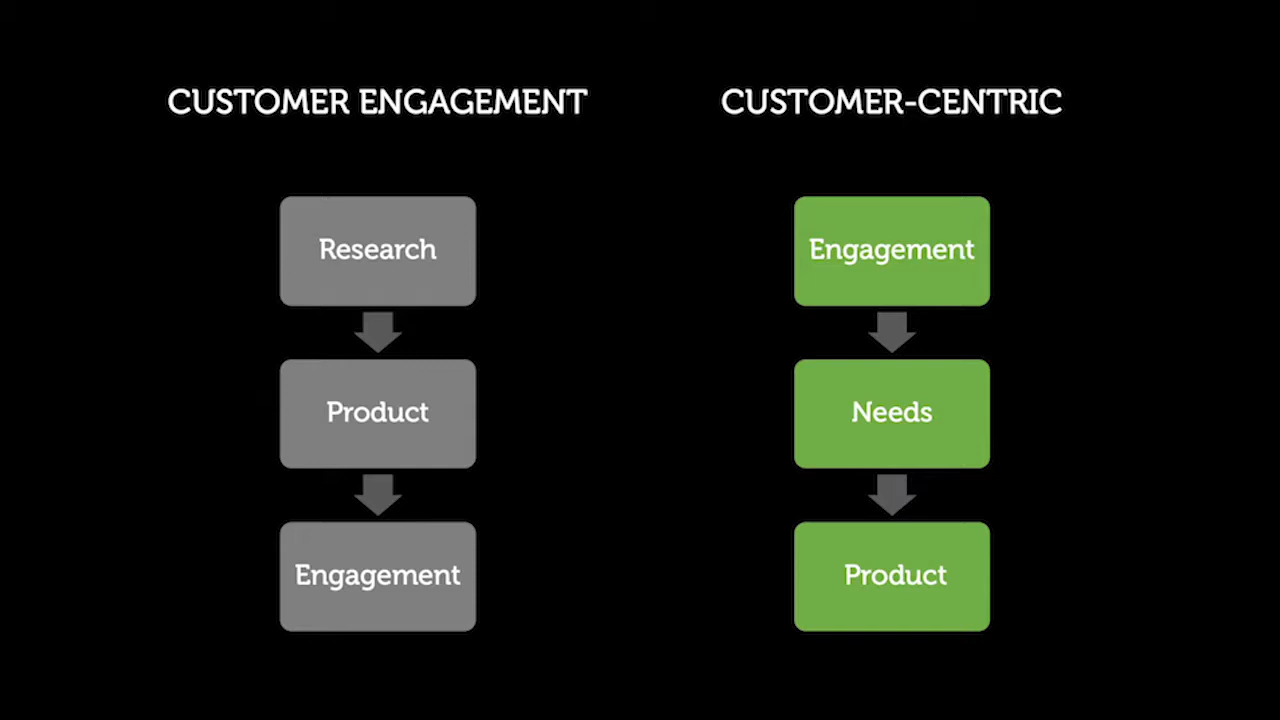 CUSTOMER ENGAGEMENT
Research
Product
Engagement
CUSTOMER-CENTRIC
Engagement
Needs
Product